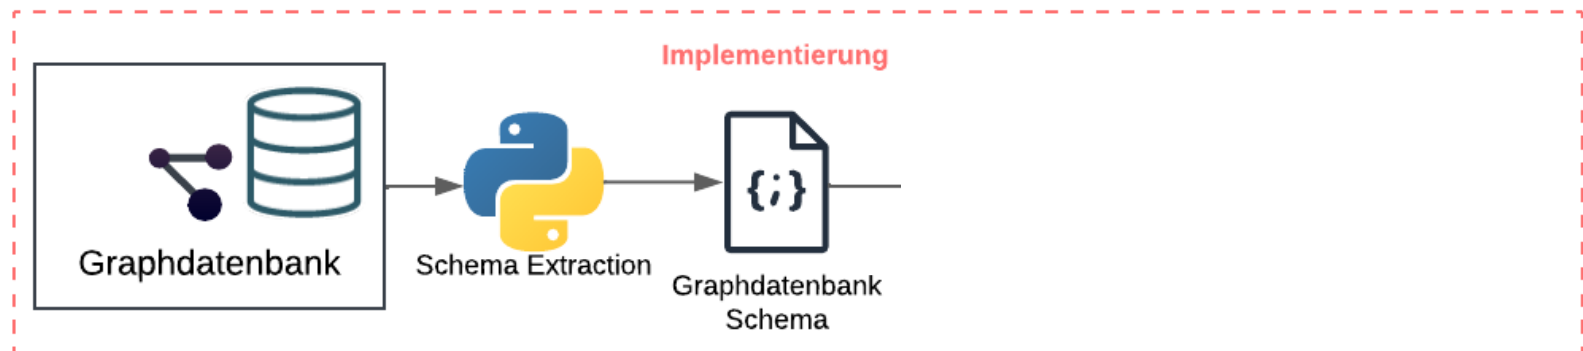 Implementierung
{;}
Graphdatenbank
Schema Extraction
Graphdatenbank
Schema